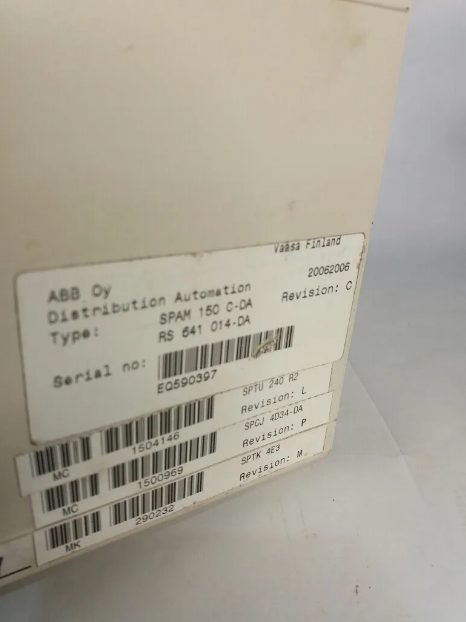 Vaasa Finland
ABB Oy
20062006
Distribution Automation
Revision: C
Type: SPAM 150 C-DA
RS 641 014-DA
Serial no:
EQ590397
SPTU 240 R2
MC 1504146 Revision: L
SPCJ 4D34-DA
MC 1500969 Revision: P
SPTK 4E3
MK 290232 Revision: M